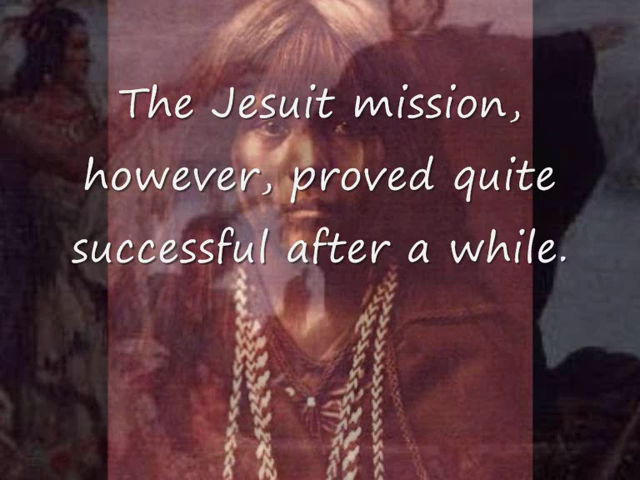 The Jesuit mission,
however, proved quite
successful after a while.